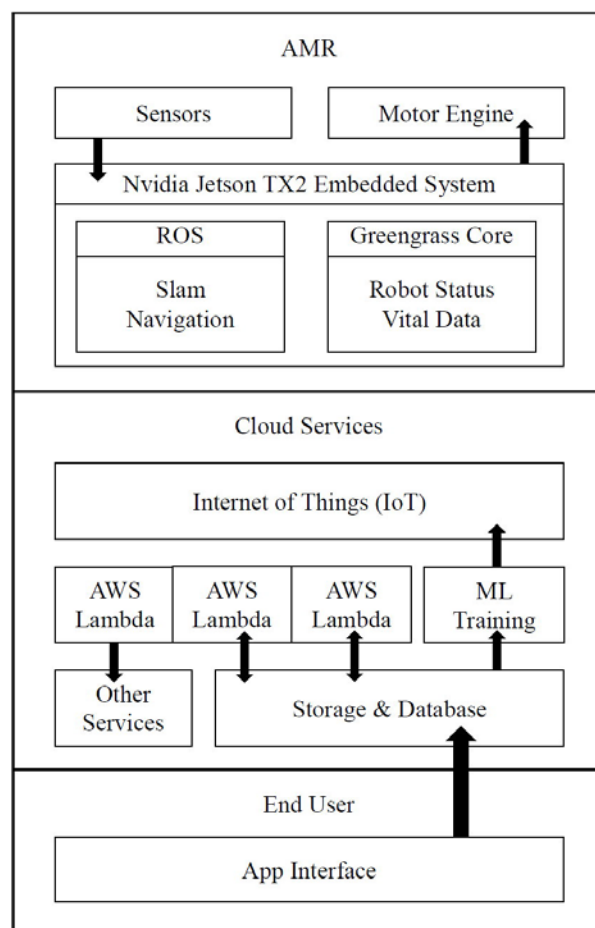 AMR
Sensors
Motor Engine
Nvidia Jetson TX2 Embedded System
ROS
Slam
Navigation
Greengrass Core
Robot Status
Vital Data
Cloud Services
Internet of Things (IoT)
AWS
Lambda
AWS
Lambda
AWS
Lambda
ML
Training
Other
Services
Storage & Database
End User
App Interface